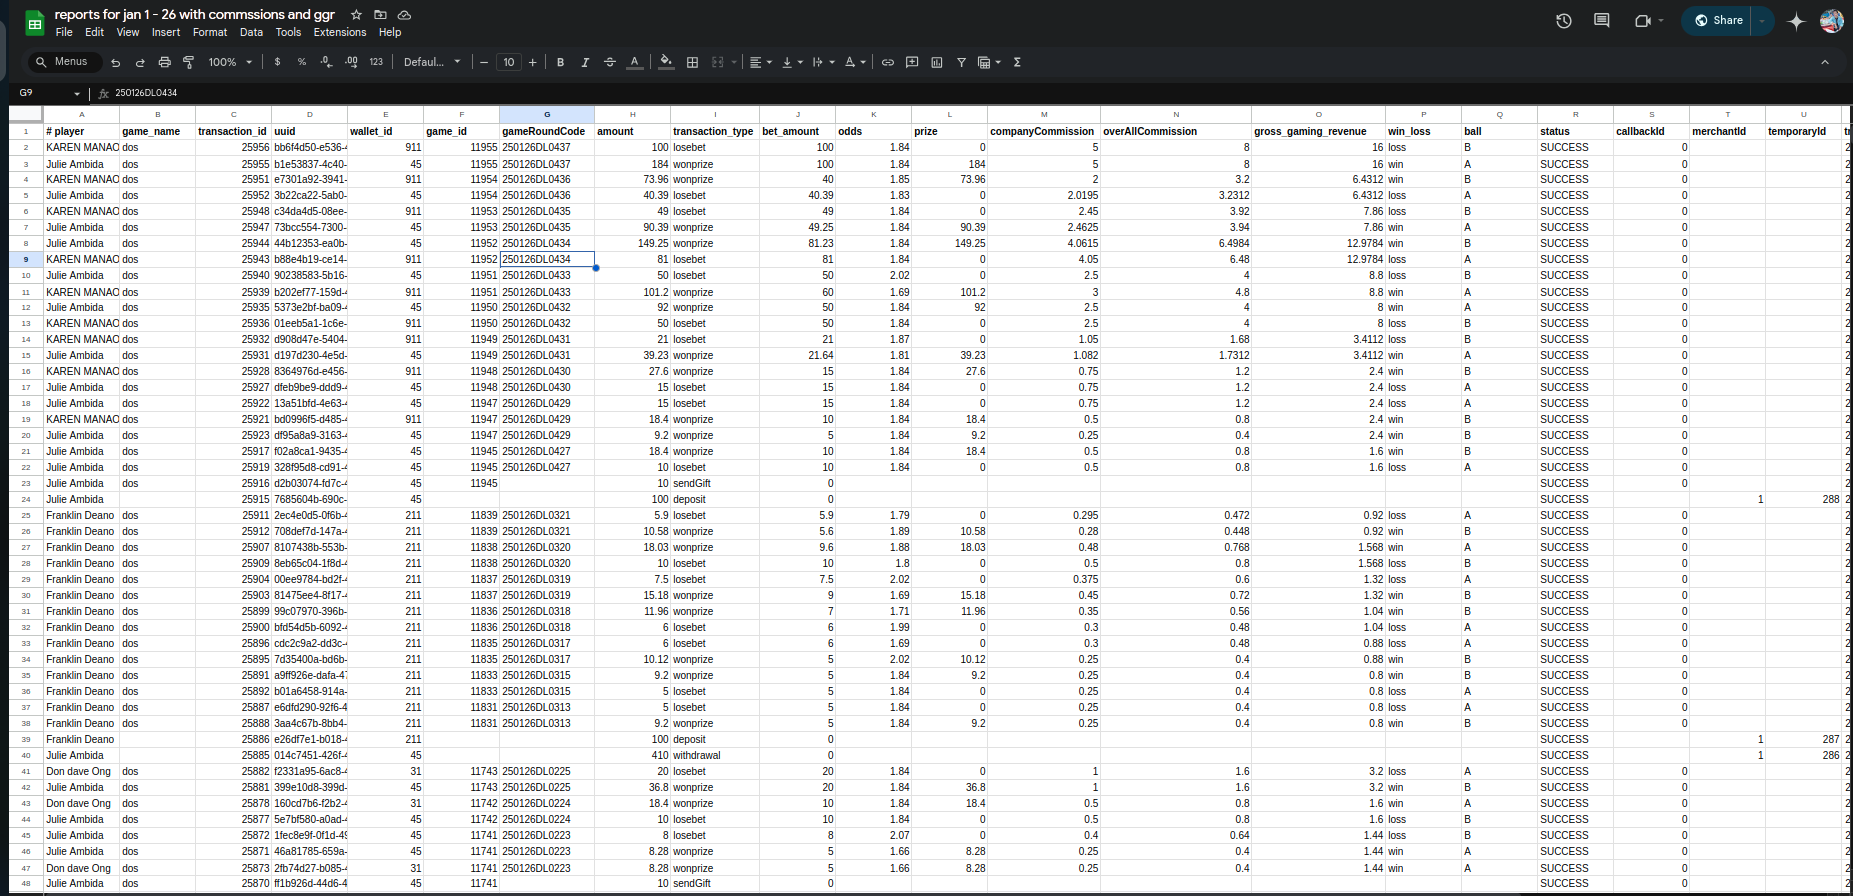 reports for jan 1 - 26 with commssions and ggr
File Edit View Insert Format Data Tools Extensions Help
Share
Menus 100% $ % .0 .00 123 Defaul... − 10 + B I A
G9 fx 250126DL0434
A B C D E F G H I J K L M N O P Q R S T U
1 # player game_name transaction_id uuid wallet_id game_id gameRoundCode amount transaction_type bet_amount odds prize companyCommission overAllCommission gross_gaming_revenue win_loss ball status callbackId merchantId temporaryId
2 KAREN MANAO dos 25956 bb6f4d50-e536- 911 11955 250126DL0437 100 losebet 100 1.84 0 5 8 16 loss B SUCCESS 0
3 Julie Ambida dos 25955 b1e53837-4c40- 45 11955 250126DL0437 184 wonprize 100 1.84 184 5 8 16 win A SUCCESS 0
4 KAREN MANAO dos 25951 e7301a92-3941- 911 11954 250126DL0436 73.96 wonprize 40 1.85 73.96 2 3.2 6.4312 win B SUCCESS 0
5 Julie Ambida dos 25952 3b22ca22-5ab0- 45 11954 250126DL0436 40.39 losebet 40.39 1.83 0 2.0195 3.2312 6.4312 loss A SUCCESS 0
6 KAREN MANAO dos 25948 c34da4d5-08ee- 911 11953 250126DL0435 49 losebet 49 1.84 0 2.45 3.92 7.86 loss B SUCCESS 0
7 Julie Ambida dos 25947 73bcc554-7300- 45 11953 250126DL0435 90.39 wonprize 49.25 1.84 90.39 2.4625 3.94 7.86 win A SUCCESS 0
8 Julie Ambida dos 25944 44b12353-ea0b- 45 11952 250126DL0434 149.25 wonprize 81.23 1.84 149.25 4.0615 6.4984 12.9784 win B SUCCESS 0
9 KAREN MANAO dos 25943 b88e4b19-ce14- 911 11952 250126DL0434 81 losebet 81 1.84 0 4.05 6.48 12.9784 loss A SUCCESS 0
10 Julie Ambida dos 25940 90238583-5b16- 45 11951 250126DL0433 50 losebet 50 2.02 0 2.5 4 8.8 loss B SUCCESS 0
11 KAREN MANAO dos 25939 b202ef77-159d- 911 11951 250126DL0433 101.2 wonprize 60 1.69 101.2 3 4.8 8.8 win A SUCCESS 0
12 Julie Ambida dos 25935 5373e2bf-ba09- 45 11950 250126DL0432 92 wonprize 50 1.84 92 2.5 4 8 win A SUCCESS 0
13 KAREN MANAO dos 25936 01eeb5a1-1c6e- 911 11950 250126DL0432 50 losebet 50 1.84 0 2.5 4 8 loss B SUCCESS 0
14 KAREN MANAO dos 25932 d908d47e-5404- 911 11949 250126DL0431 21 losebet 21 1.87 0 1.05 1.68 3.4112 loss B SUCCESS 0
15 Julie Ambida dos 25931 d197d230-4e5d- 45 11949 250126DL0431 39.23 wonprize 21.64 1.81 39.23 1.082 1.7312 3.4112 win A SUCCESS 0
16 KAREN MANAO dos 25928 8364976d-e456- 911 11948 250126DL0430 27.6 wonprize 15 1.84 27.6 0.75 1.2 2.4 win B SUCCESS 0
17 Julie Ambida dos 25927 dfeb9be9-ddd9- 45 11948 250126DL0430 15 losebet 15 1.84 0 0.75 1.2 2.4 loss A SUCCESS 0
18 Julie Ambida dos 25922 13a51bfd-4e63- 45 11947 250126DL0429 15 losebet 15 1.84 0 0.75 1.2 2.4 loss A SUCCESS 0
19 KAREN MANAO dos 25921 bd0996f5-d485- 911 11947 250126DL0429 18.4 wonprize 10 1.84 18.4 0.5 0.8 2.4 win B SUCCESS 0
20 Julie Ambida dos 25923 df95a8a9-3163- 45 11947 250126DL0429 9.2 wonprize 5 1.84 9.2 0.25 0.4 2.4 win B SUCCESS 0
21 Julie Ambida dos 25917 f02a8ca1-9435- 45 11945 250126DL0427 18.4 wonprize 10 1.84 18.4 0.5 0.8 1.6 win B SUCCESS 0
22 Julie Ambida dos 25919 328f95d8-cd91- 45 11945 250126DL0427 10 losebet 10 1.84 0 0.5 0.8 1.6 loss A SUCCESS 0
23 Julie Ambida dos 25916 d2b03074-fd7c- 45 11945 10 sendGift 0 SUCCESS 0
24 Julie Ambida 25915 7685604b-690c- 45 100 deposit 0 SUCCESS 1 288
25 Franklin Deano dos 25911 2ec4e0d5-0f6b- 211 11839 250126DL0321 5.9 losebet 5.9 1.79 0 0.295 0.472 0.92 loss A SUCCESS 0
26 Franklin Deano dos 25912 708def7d-147a- 211 11839 250126DL0321 10.58 wonprize 5.6 1.89 10.58 0.28 0.448 0.92 win B SUCCESS 0
27 Franklin Deano dos 25907 8107438b-553b- 211 11838 250126DL0320 18.03 wonprize 9.6 1.88 18.03 0.48 0.768 1.568 win A SUCCESS 0
28 Franklin Deano dos 25909 8eb65c04-1f8d- 211 11838 250126DL0320 10 losebet 10 1.8 0 0.5 0.8 1.568 loss B SUCCESS 0
29 Franklin Deano dos 25904 00ee9784-bd2f- 211 11837 250126DL0319 7.5 losebet 7.5 2.02 0 0.375 0.6 1.32 loss A SUCCESS 0
30 Franklin Deano dos 25903 81475ee4-8f17- 211 11837 250126DL0319 15.18 wonprize 9 1.69 15.18 0.45 0.72 1.32 win B SUCCESS 0
31 Franklin Deano dos 25899 99c07970-396b- 211 11836 250126DL0318 11.96 wonprize 7 1.71 11.96 0.35 0.56 1.04 win B SUCCESS 0
32 Franklin Deano dos 25900 bfd54d5b-6092- 211 11836 250126DL0318 6 losebet 6 1.99 0 0.3 0.48 1.04 loss A SUCCESS 0
33 Franklin Deano dos 25896 cdc2c9a2-dd3c- 211 11835 250126DL0317 6 losebet 6 1.69 0 0.3 0.48 0.88 loss A SUCCESS 0
34 Franklin Deano dos 25895 7d35400a-bd6b- 211 11835 250126DL0317 10.12 wonprize 5 2.02 10.12 0.25 0.4 0.88 win B SUCCESS 0
35 Franklin Deano dos 25891 a9ff926e-dafa-47 211 11833 250126DL0315 9.2 wonprize 5 1.84 9.2 0.25 0.4 0.8 win B SUCCESS 0
36 Franklin Deano dos 25892 b01a6458-914a- 211 11833 250126DL0315 5 losebet 5 1.84 0 0.25 0.4 0.8 loss A SUCCESS 0
37 Franklin Deano dos 25887 e6dfd290-92f6-4 211 11831 250126DL0313 5 losebet 5 1.84 0 0.25 0.4 0.8 loss A SUCCESS 0
38 Franklin Deano dos 25888 3aa4c67b-8bb4- 211 11831 250126DL0313 9.2 wonprize 5 1.84 9.2 0.25 0.4 0.8 win B SUCCESS 0
39 Franklin Deano 25886 e26df7e1-b018- 211 100 deposit 0 SUCCESS 1 287
40 Julie Ambida 25885 014c7451-426f- 45 410 withdrawal 0 SUCCESS 1 286
41 Don dave Ong dos 25882 f2331a95-6ac8- 31 11743 250126DL0225 20 losebet 20 1.84 0 1 1.6 3.2 loss A SUCCESS 0
42 Julie Ambida dos 25881 399e10d8-399d- 45 11743 250126DL0225 36.8 wonprize 20 1.84 36.8 1 1.6 3.2 win B SUCCESS 0
43 Don dave Ong dos 25878 160cd7b6-f2b2- 31 11742 250126DL0224 18.4 wonprize 10 1.84 18.4 0.5 0.8 1.6 win A SUCCESS 0
44 Julie Ambida dos 25877 5e7bf580-a0ad- 45 11742 250126DL0224 10 losebet 10 1.84 0 0.5 0.8 1.6 loss B SUCCESS 0
45 Julie Ambida dos 25872 1fec8e9f-0f1d-49 45 11741 250126DL0223 8 losebet 8 2.07 0 0.4 0.64 1.44 loss B SUCCESS 0
46 Julie Ambida dos 25871 46a81785-659a- 45 11741 250126DL0223 8.28 wonprize 5 1.66 8.28 0.25 0.4 1.44 win A SUCCESS 0
47 Don dave Ong dos 25873 2fb74d27-b085- 31 11741 250126DL0223 8.28 wonprize 5 1.66 8.28 0.25 0.4 1.44 win A SUCCESS 0
48 Julie Ambida dos 25870 ff1b926d-44d6-4 45 11741 10 sendGift 0 SUCCESS 0